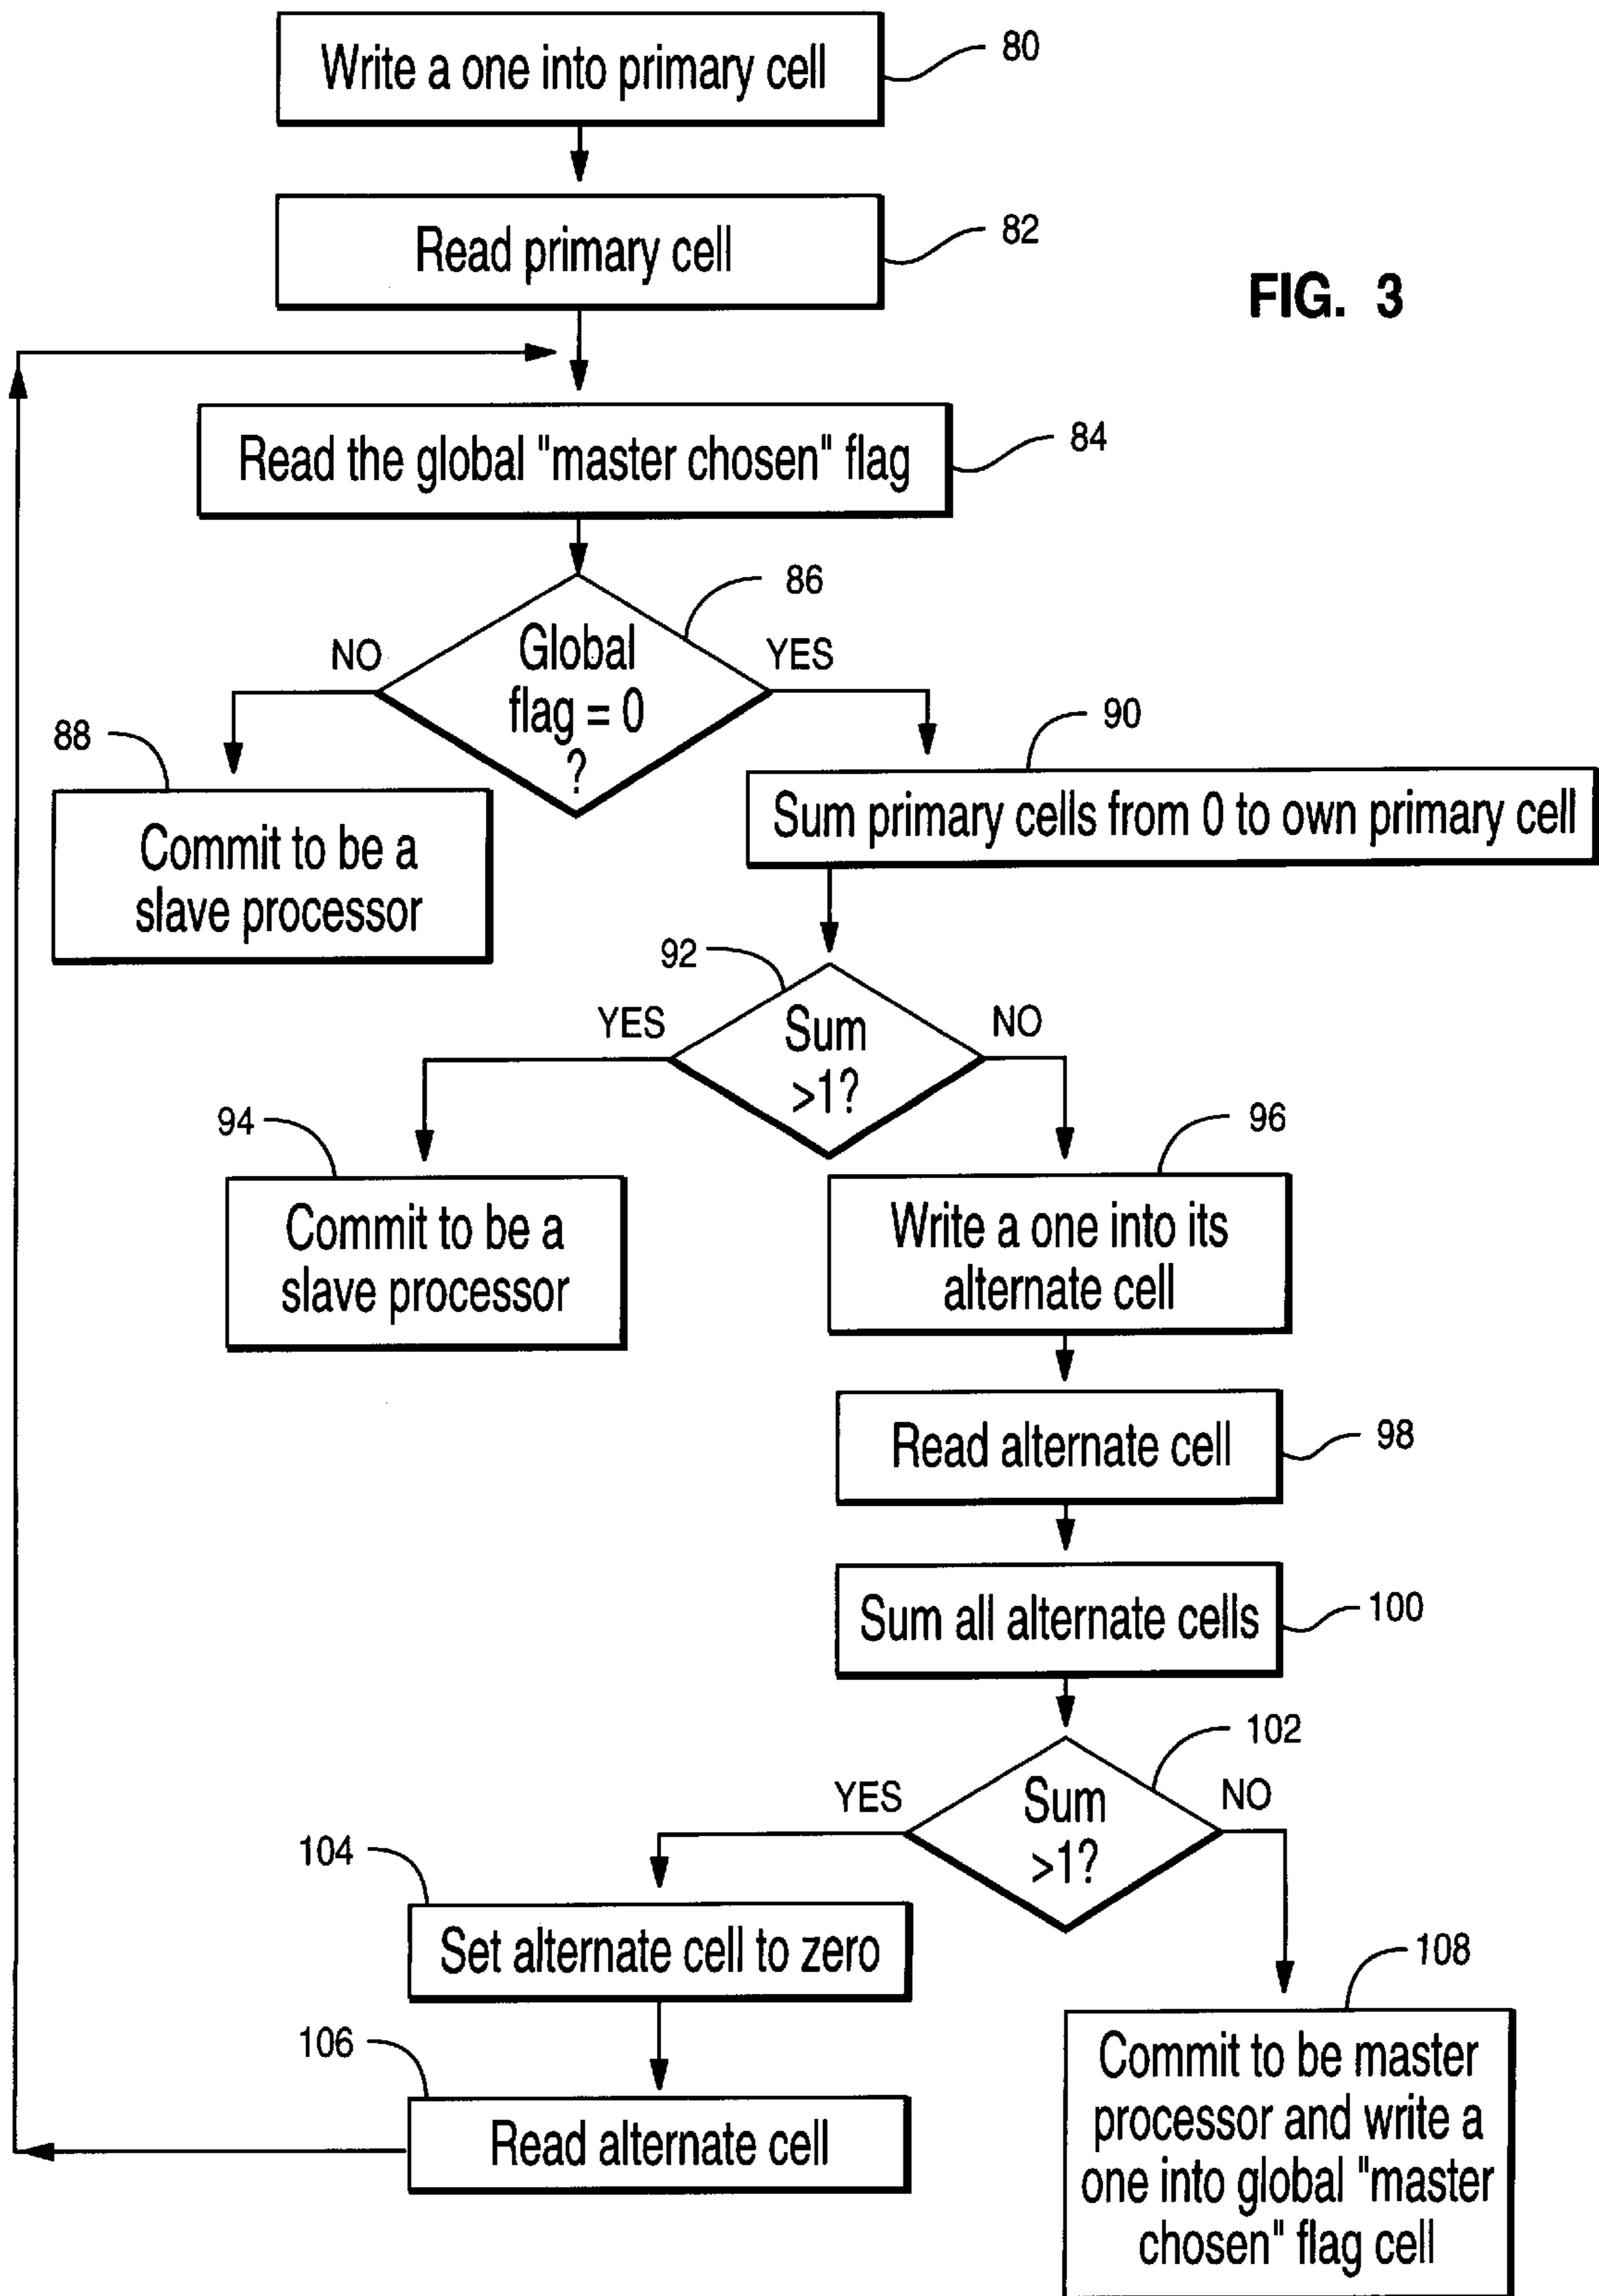 Write a one into primary cell
80
Read primary cell
82
FIG. 3
Read the global "master chosen" flag
84
86
NO
Global
flag = 0
?
YES
88
Commit to be a
slave processor
90
Sum primary cells from 0 to own primary cell
92
YES
Sum
>1?
NO
94
Commit to be a
slave processor
96
Write a one into its
alternate cell
Read alternate cell
98
Sum all alternate cells
100
102
YES
Sum
>1?
NO
104
Set alternate cell to zero
106
Read alternate cell
108
Commit to be master
processor and write a
one into global "master
chosen" flag cell